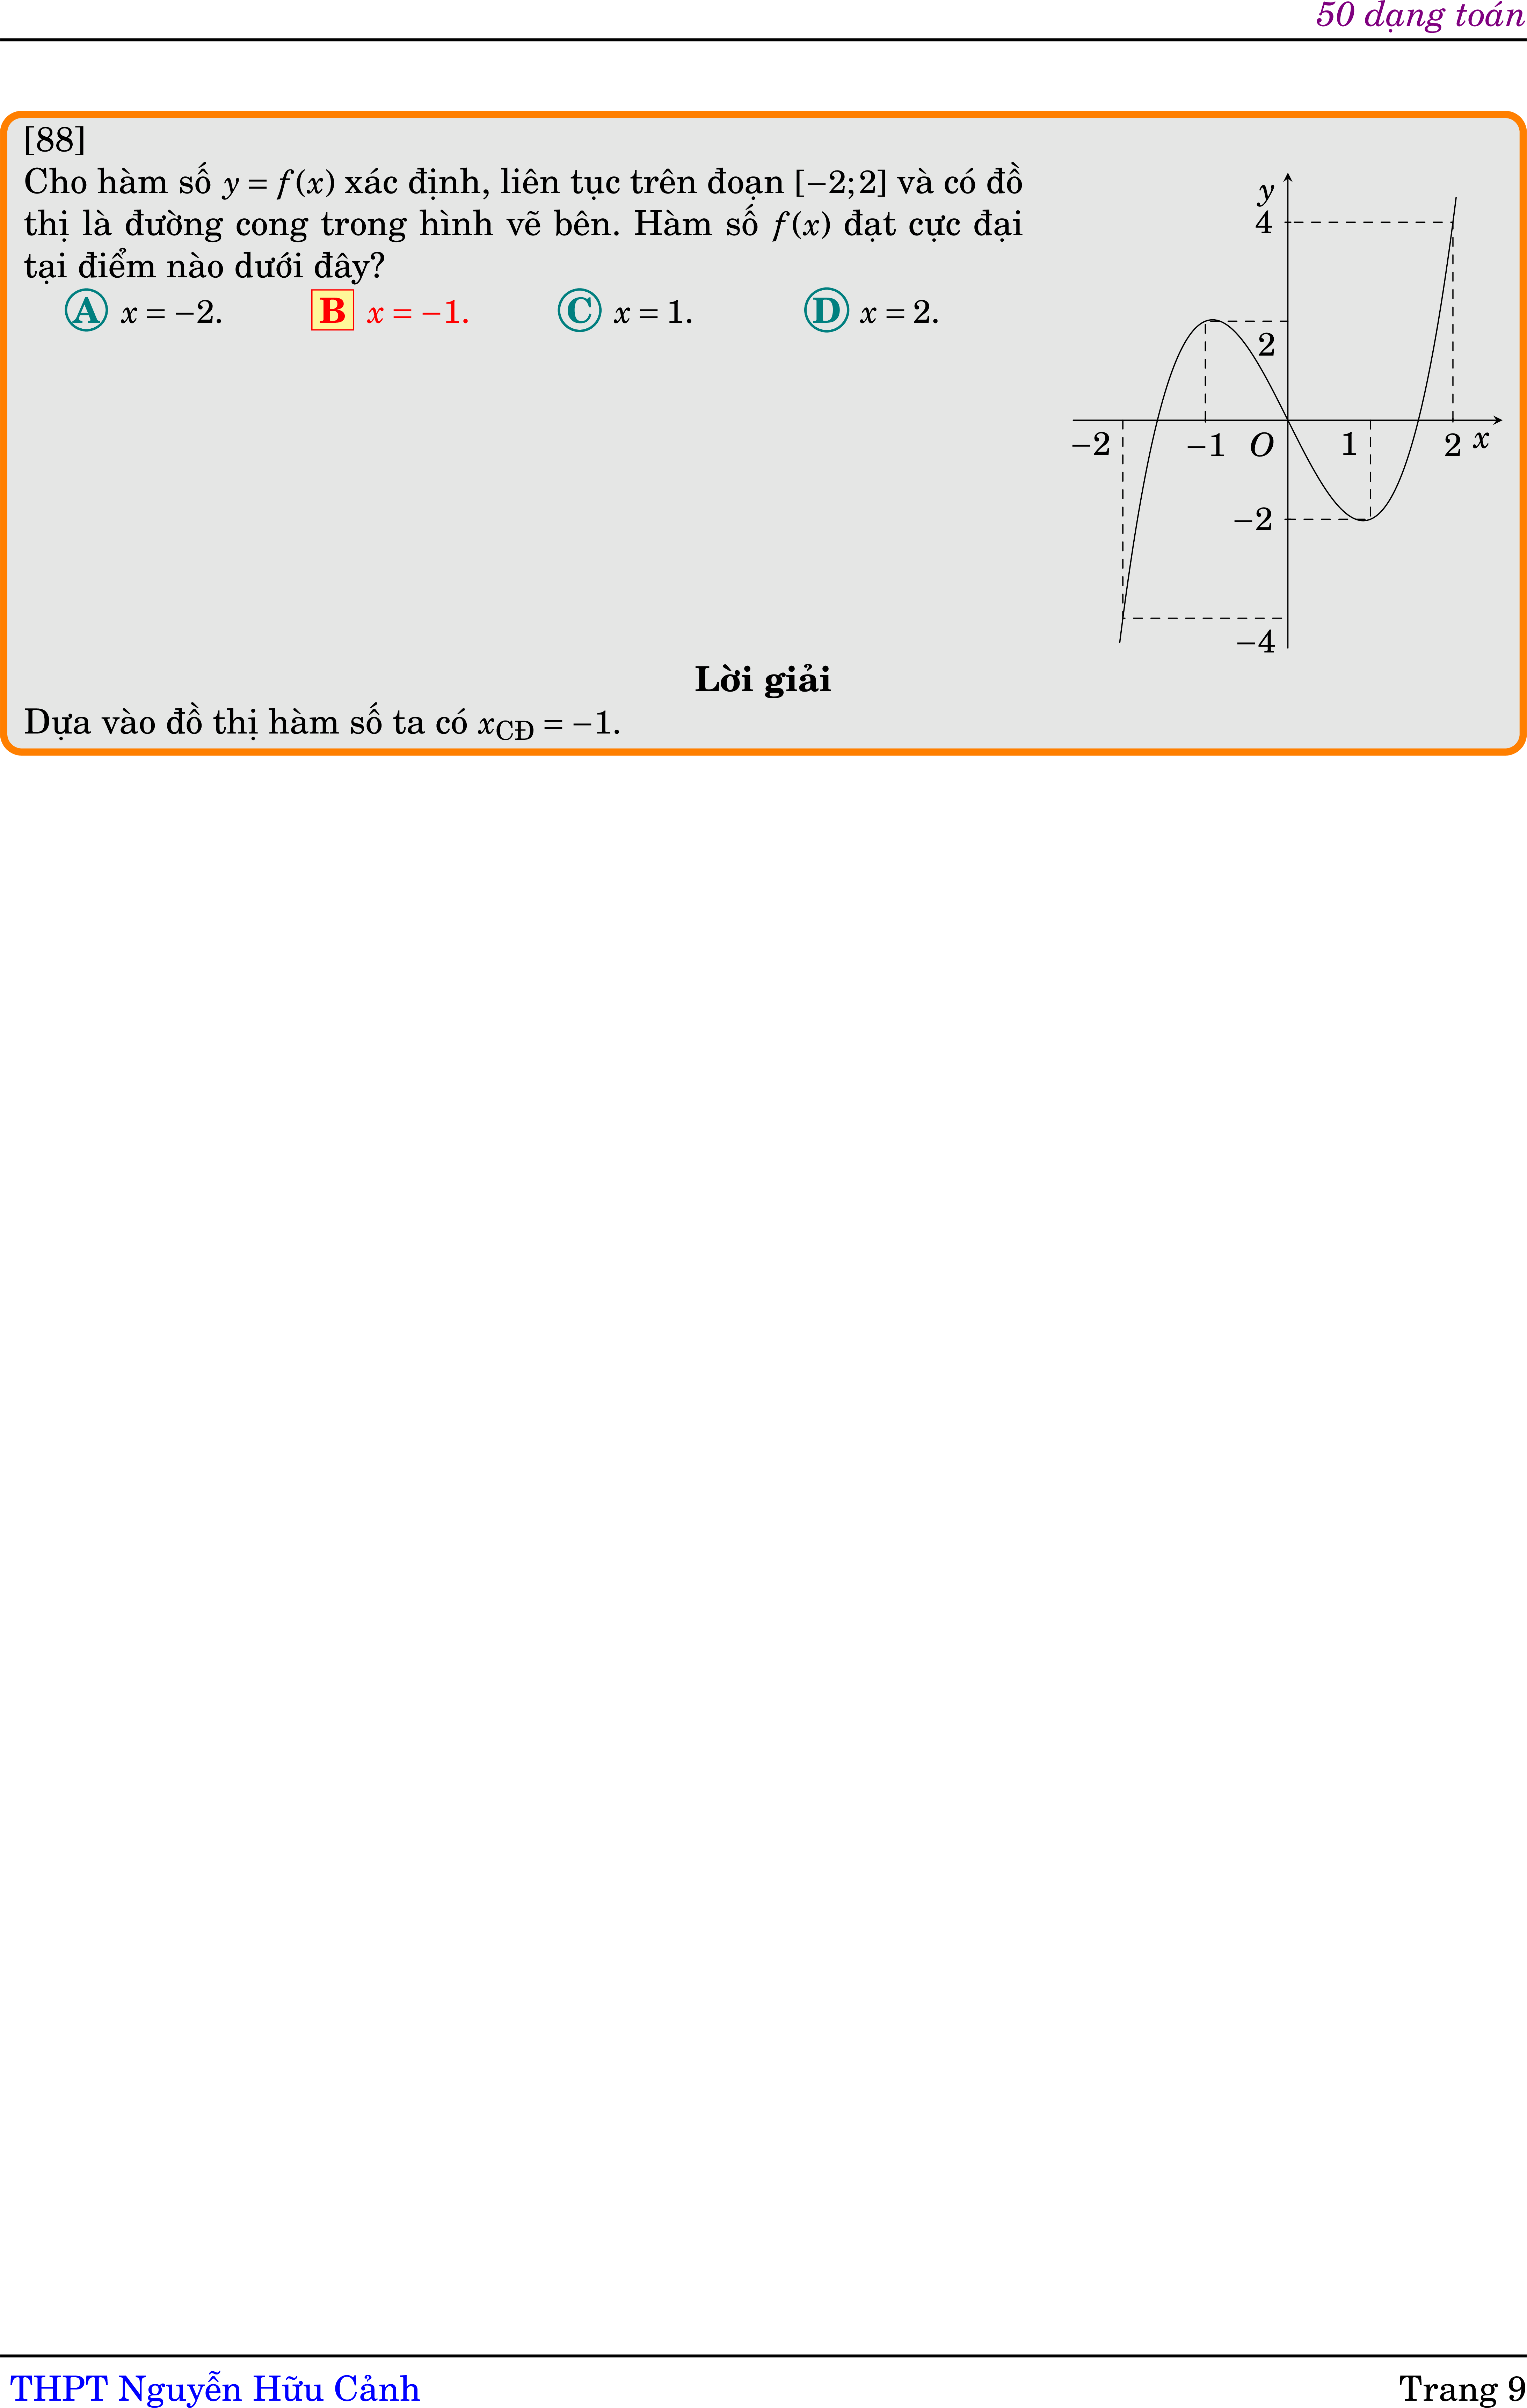 50 dạng toán
[88]
Cho hàm số y = f(x) xác định, liên tục trên đoạn [−2;2] và có đồ
thị là đường cong trong hình vẽ bên. Hàm số f(x) đạt cực đại
tại điểm nào dưới đây?
A x = −2. B x = −1. C x = 1. D x = 2.
y
4
2
−2 −1 O 1 2 x
−2
−4
Lời giải
Dựa vào đồ thị hàm số ta có xCĐ = −1.
THPT Nguyễn Hữu Cảnh Trang 9